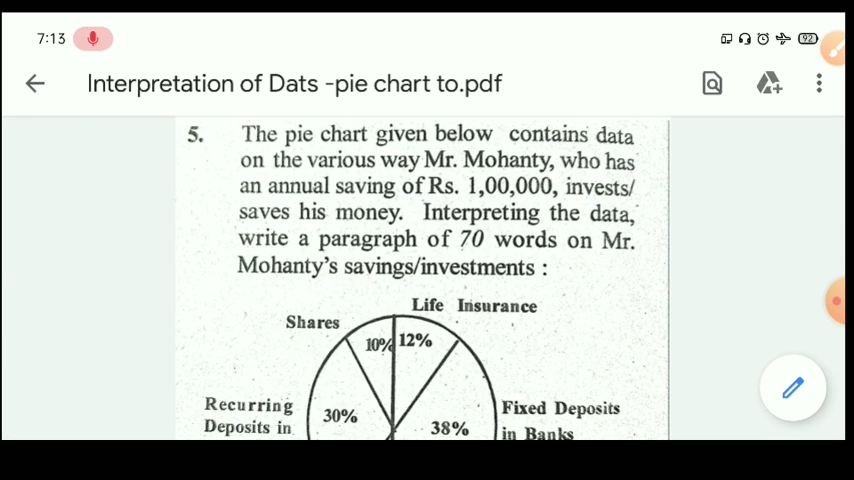 7:13
92
Interpretation of Dats -pie chart to.pdf
5. The pie chart given below contains data
on the various way Mr. Mohanty, who has
an annual saving of Rs. 1,00,000, invests/
saves his money. Interpreting the data,
write a paragraph of 70 words on Mr.
Mohanty's savings/investments :
Life Insurance
Shares
10% 12%
Recurring
Deposits in
30%
38%
Fixed Deposits
in Banks